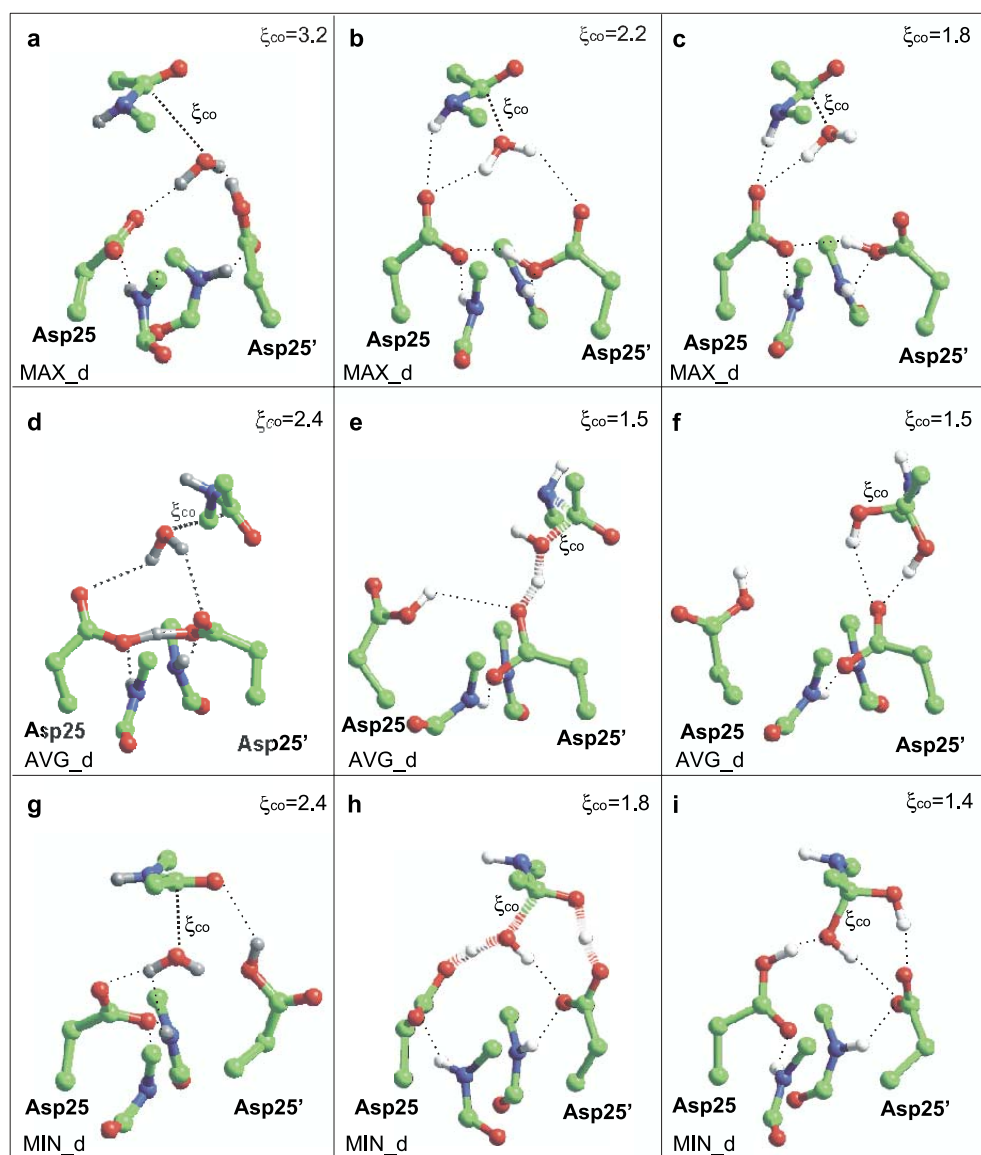 a ξco=3.2
ξco
Asp25 Asp25'
MAX_d
b ξco=2.2
ξco
Asp25 Asp25'
MAX_d
c ξco=1.8
ξco
Asp25 Asp25'
MAX_d
d ξco=2.4
ξco
Asp25 Asp25'
AVG_d
e ξco=1.5
ξco
Asp25 Asp25'
AVG_d
f ξco=1.5
ξco
Asp25 Asp25'
AVG_d
g ξco=2.4
ξco
Asp25 Asp25'
MIN_d
h ξco=1.8
ξco
Asp25 Asp25'
MIN_d
i ξco=1.4
ξco
Asp25 Asp25'
MIN_d